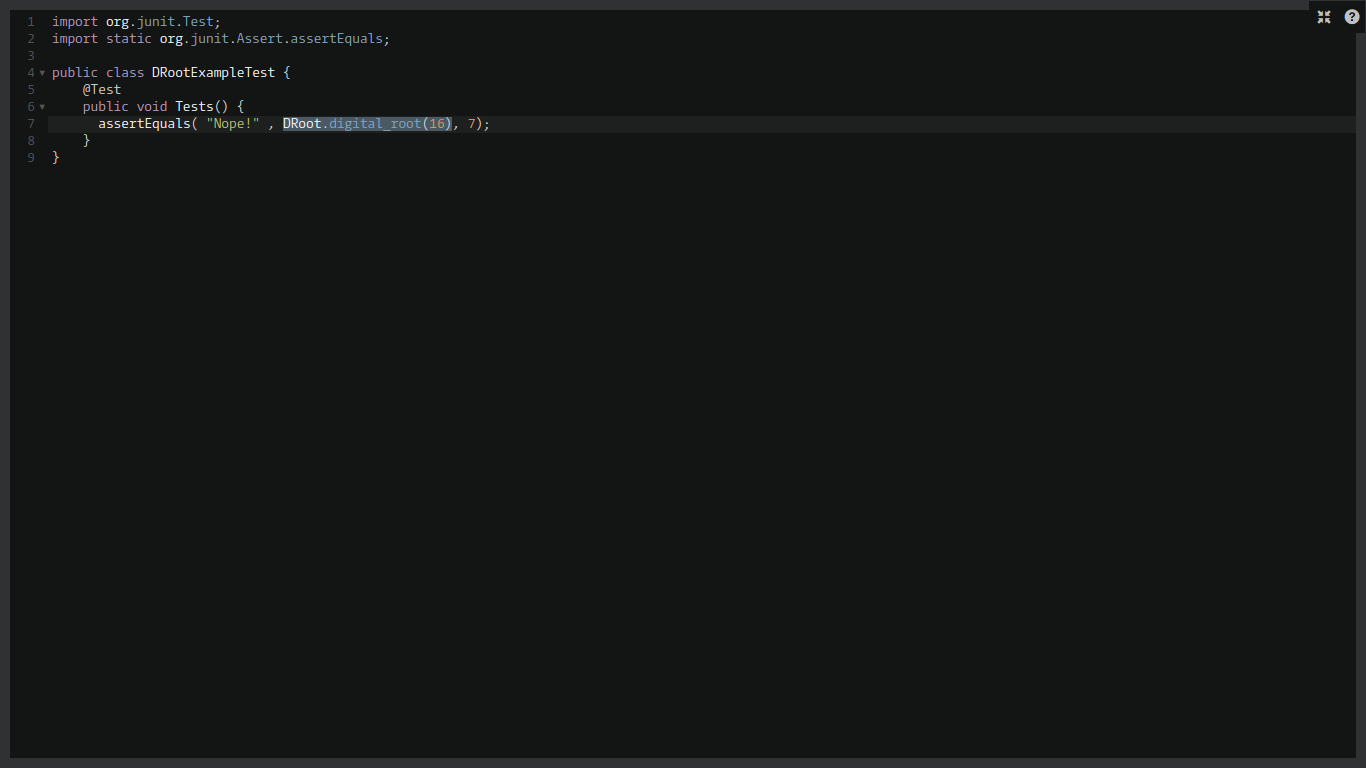 1 import org.junit.Test;
2 import static org.junit.Assert.assertEquals;
3
4 public class DRootExampleTest {
5     @Test
6     public void Tests() {
7       assertEquals( "Nope!" , DRoot.digital_root(16), 7);
8     }
9 }